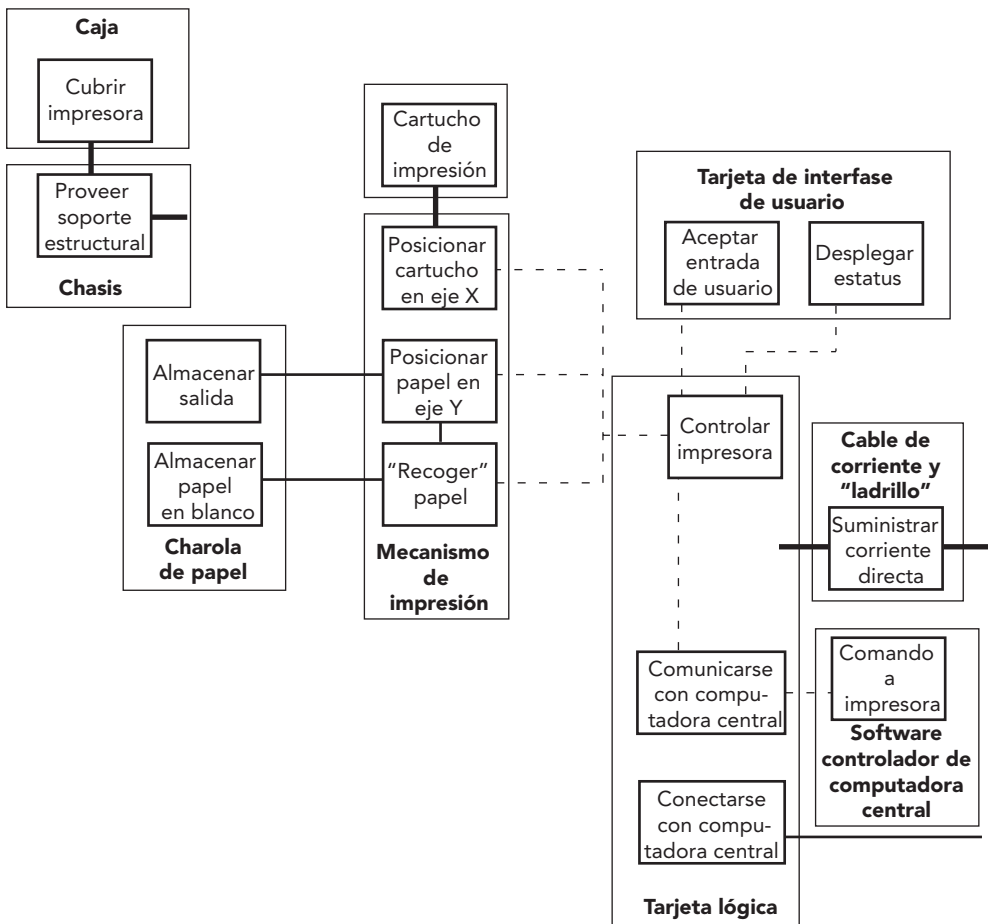 Caja
Cubrir
impresora
Proveer
soporte
estructural
Chasis
Cartucho
de
impresión
Posicionar
cartucho
en eje X
Posicionar
papel en
eje Y
“Recoger”
papel
Mecanismo
de
impresión
Almacenar
salida
Almacenar
papel
en blanco
Charola
de papel
Tarjeta de interfase
de usuario
Aceptar
entrada
de usuario
Desplegar
estatus
Controlar
impresora
Comunicarse
con compu-
tadora central
Conectarse
con compu-
tadora central
Tarjeta lógica
Cable de
corriente y
“ladrillo”
Suministrar
corriente
directa
Comando
a
impresora
Software
controlador de
computadora
central